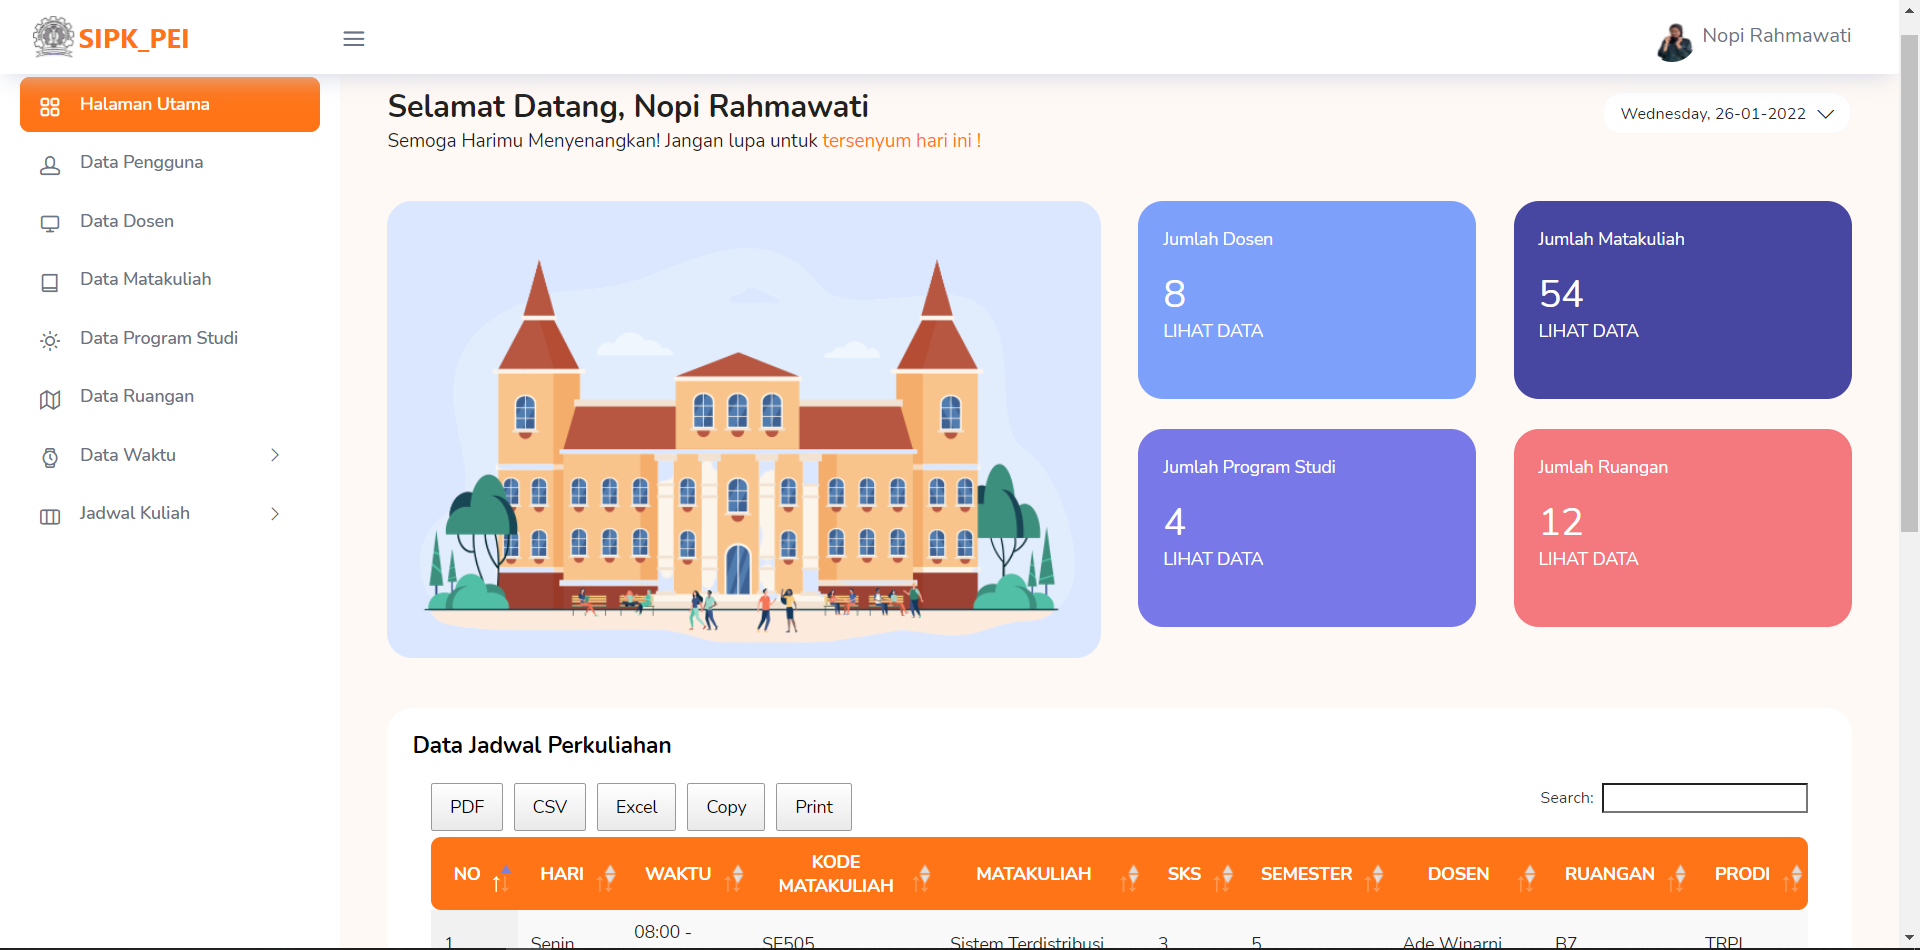 SIPK_PEI
Nopi Rahmawati
Halaman Utama
Data Pengguna
Data Dosen
Data Matakuliah
Data Program Studi
Data Ruangan
Data Waktu
Jadwal Kuliah
Selamat Datang, Nopi Rahmawati
Semoga Harimu Menyenangkan! Jangan lupa untuk tersenyum hari ini !
Wednesday, 26-01-2022
Jumlah Dosen
8
LIHAT DATA
Jumlah Matakuliah
54
LIHAT DATA
Jumlah Program Studi
4
LIHAT DATA
Jumlah Ruangan
12
LIHAT DATA
Data Jadwal Perkuliahan
PDF CSV Excel Copy Print
Search:
NO HARI WAKTU KODE MATAKULIAH MATAKULIAH SKS SEMESTER DOSEN RUANGAN PRODI
1 Senin 08:00 - SE505 Sistem Terdistribusi 3 5 Ade Winarni B7 TRPL